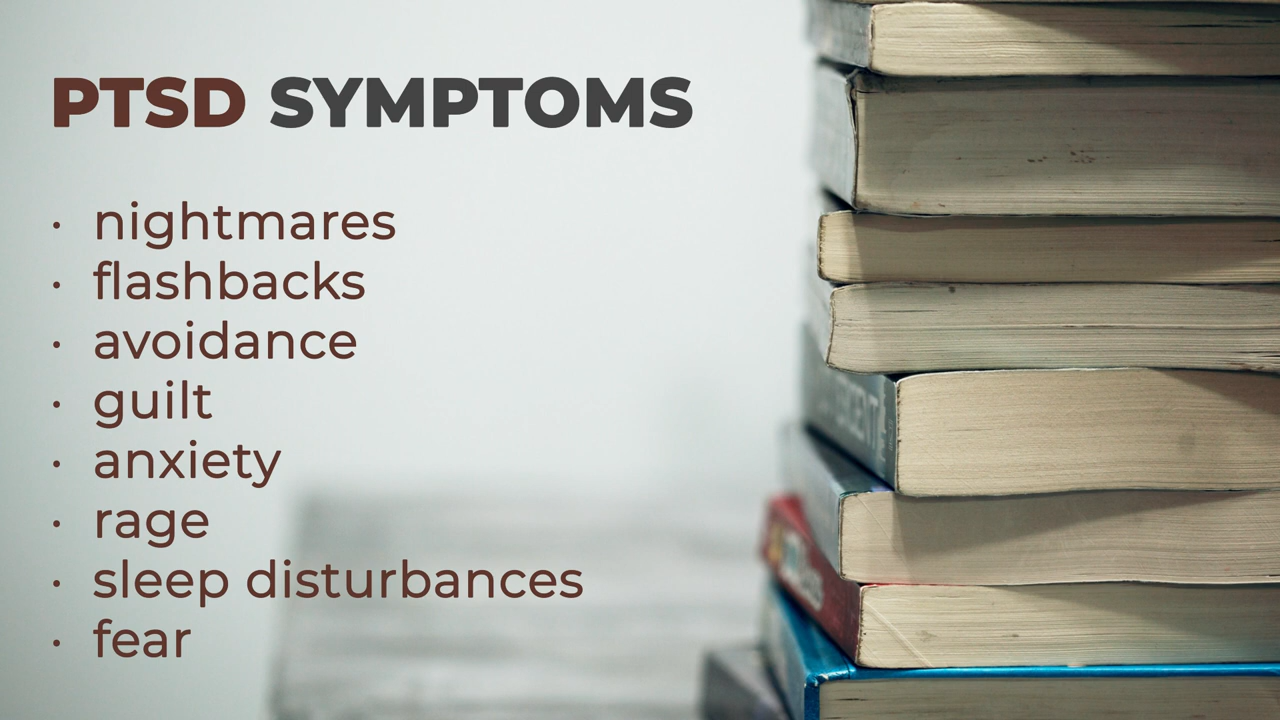 PTSD SYMPTOMS
· nightmares
· flashbacks
· avoidance
· guilt
· anxiety
· rage
· sleep disturbances
· fear